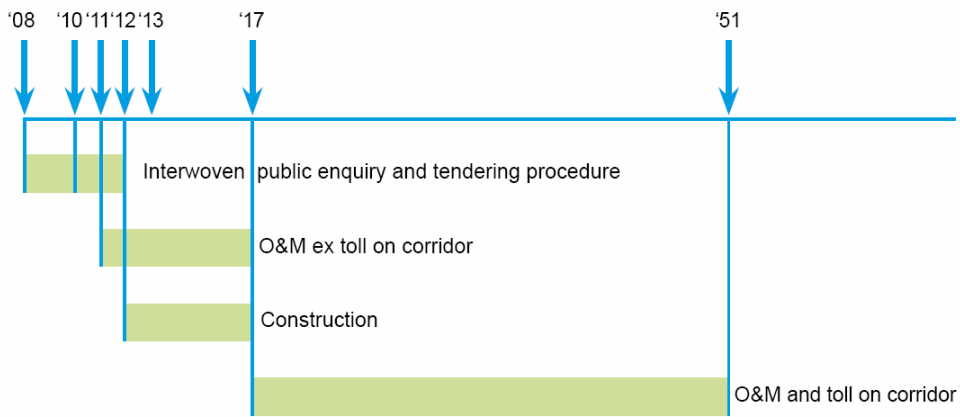 ‘08 ‘10 ‘11 ‘12 ‘13 ‘17 ‘51
Interwoven public enquiry and tendering procedure
O&M ex toll on corridor
Construction
O&M and toll on corridor